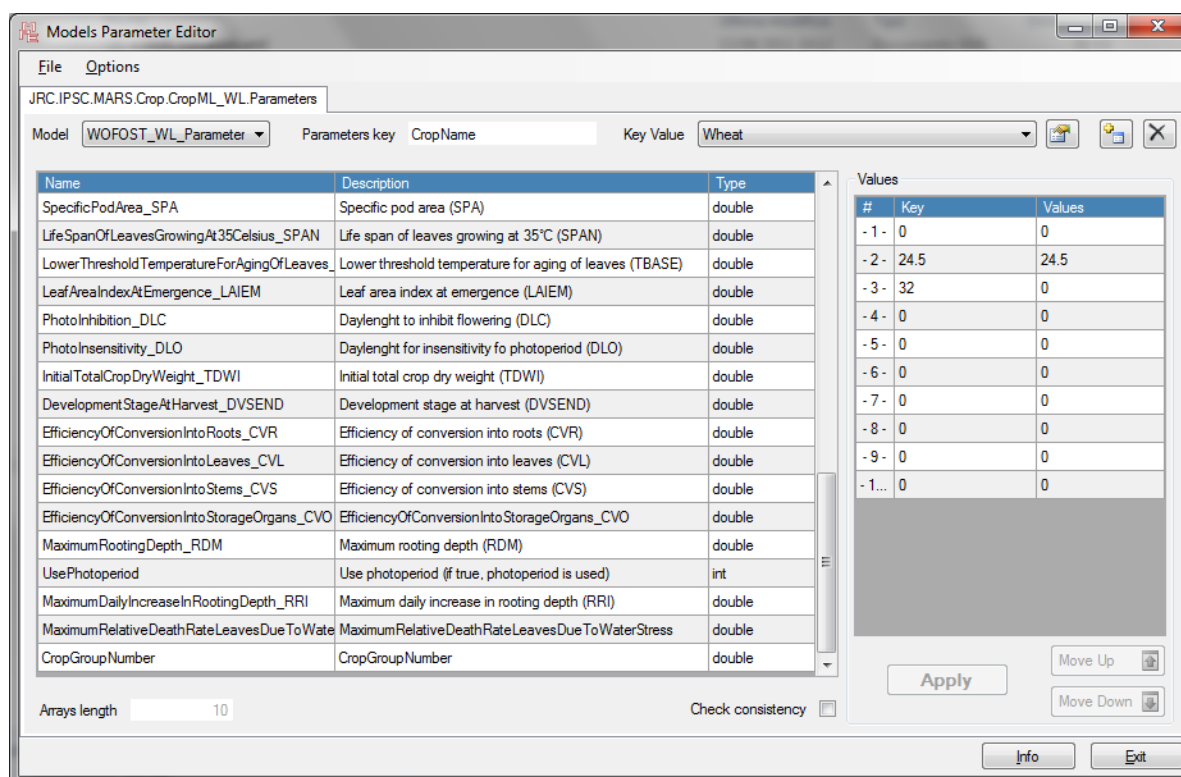 Models Parameter Editor
File Options
JRC.IPSC.MARS.Crop.CropML_WL.Parameters
Model WOFOST_WL_Parameter Parameters key CropName Key Value Wheat
Name Description Type
SpecificPodArea_SPA Specific pod area (SPA) double
LifeSpanOfLeavesGrowingAt35Celsius_SPAN Life span of leaves growing at 35°C (SPAN) double
LowerThresholdTemperatureForAgingOfLeaves_ Lower threshold temperature for aging of leaves (TBASE) double
LeafAreaIndexAtEmergence_LAIEM Leaf area index at emergence (LAIEM) double
PhotoInhibition_DLC Daylenght to inhibit flowering (DLC) double
PhotoInsensitivity_DLO Daylenght for insensitivity fo photoperiod (DLO) double
InitialTotalCropDryWeight_TDWI Initial total crop dry weight (TDWI) double
DevelopmentStageAtHarvest_DVSEND Development stage at harvest (DVSEND) double
EfficiencyOfConversionIntoRoots_CVR Efficiency of conversion into roots (CVR) double
EfficiencyOfConversionIntoLeaves_CVL Efficiency of conversion into leaves (CVL) double
EfficiencyOfConversionIntoStems_CVS Efficiency of conversion into stems (CVS) double
EfficiencyOfConversionIntoStorageOrgans_CVO EfficiencyOfConversionIntoStorageOrgans_CVO double
MaximumRootingDepth_RDM Maximum rooting depth (RDM) double
UsePhotoperiod Use photoperiod (if true, photoperiod is used) int
MaximumDailyIncreaseInRootingDepth_RRI Maximum daily increase in rooting depth (RRI) double
MaximumRelativeDeathRateLeavesDueToWate MaximumRelativeDeathRateLeavesDueToWaterStress double
CropGroupNumber CropGroupNumber double
Arrays length 10 Check consistency
Values
# Key Values
- 1 - 0 0
- 2 - 24.5 24.5
- 3 - 32 0
- 4 - 0 0
- 5 - 0 0
- 6 - 0 0
- 7 - 0 0
- 8 - 0 0
- 9 - 0 0
- 1... 0 0
Apply
Move Up
Move Down
Info Exit